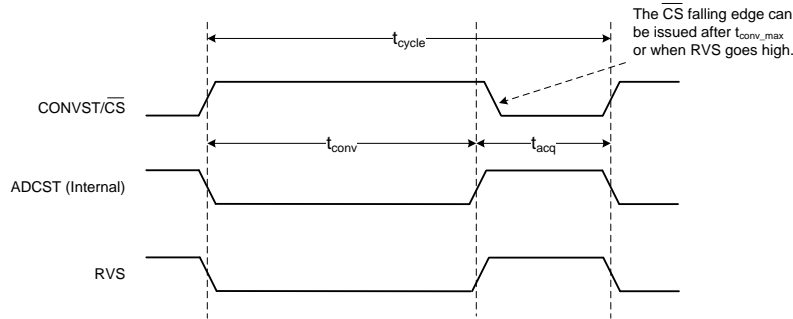 The CS falling edge can
be issued after tconv_max
or when RVS goes high.
tcycle
CONVST/CS
tconv
tacq
ADCST (Internal)
RVS